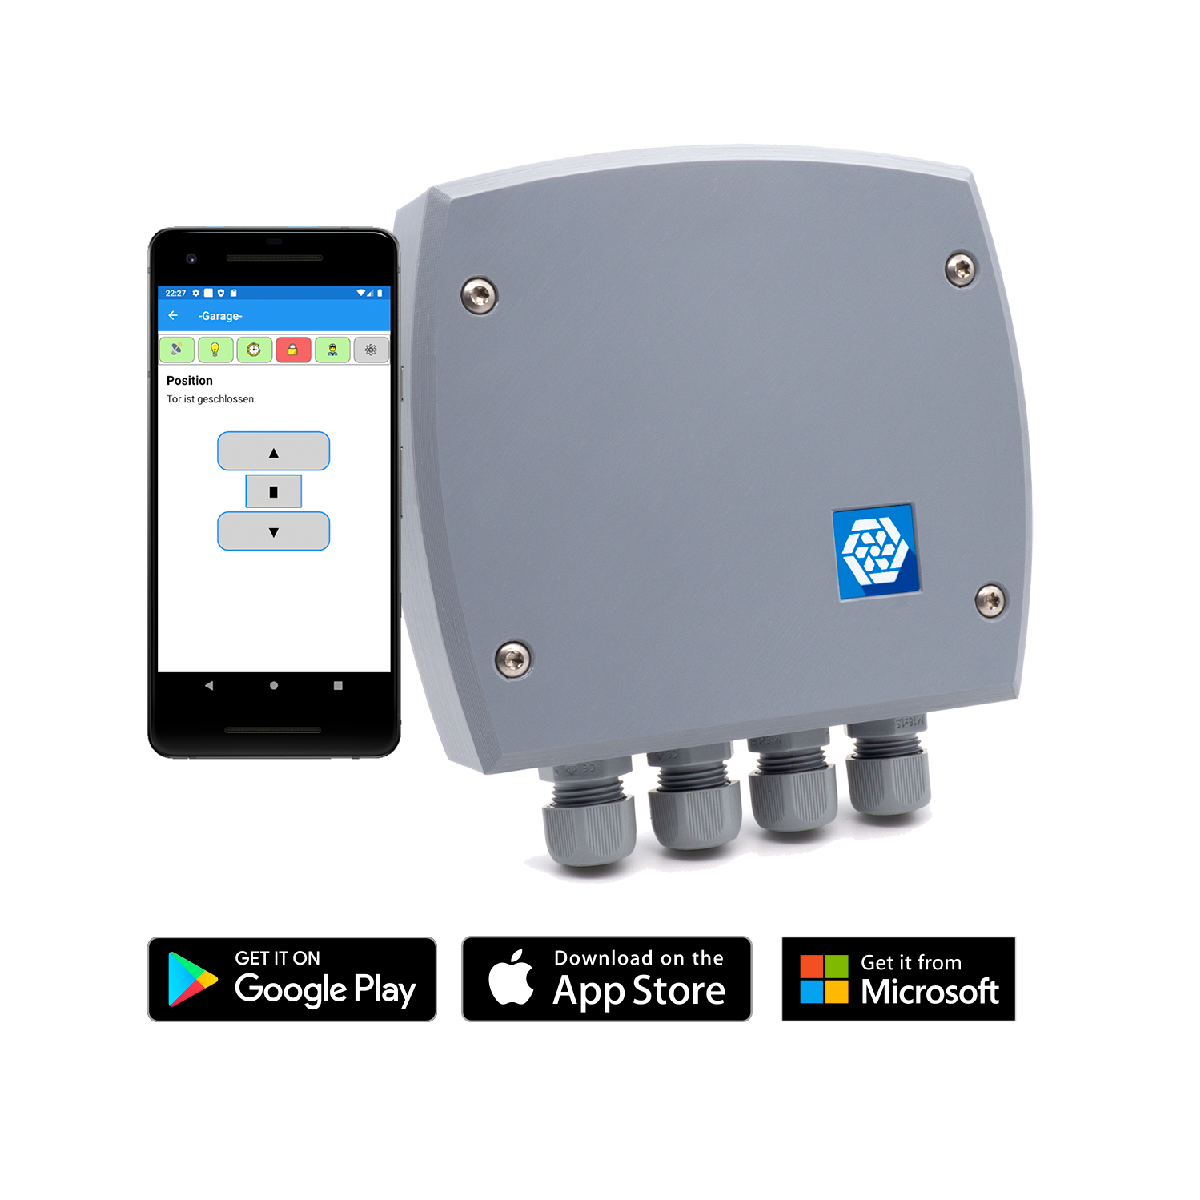 22:27
-Garage-
Position
Tor ist geschlossen
GET IT ON
Google Play
Download on the
App Store
Get it from
Microsoft